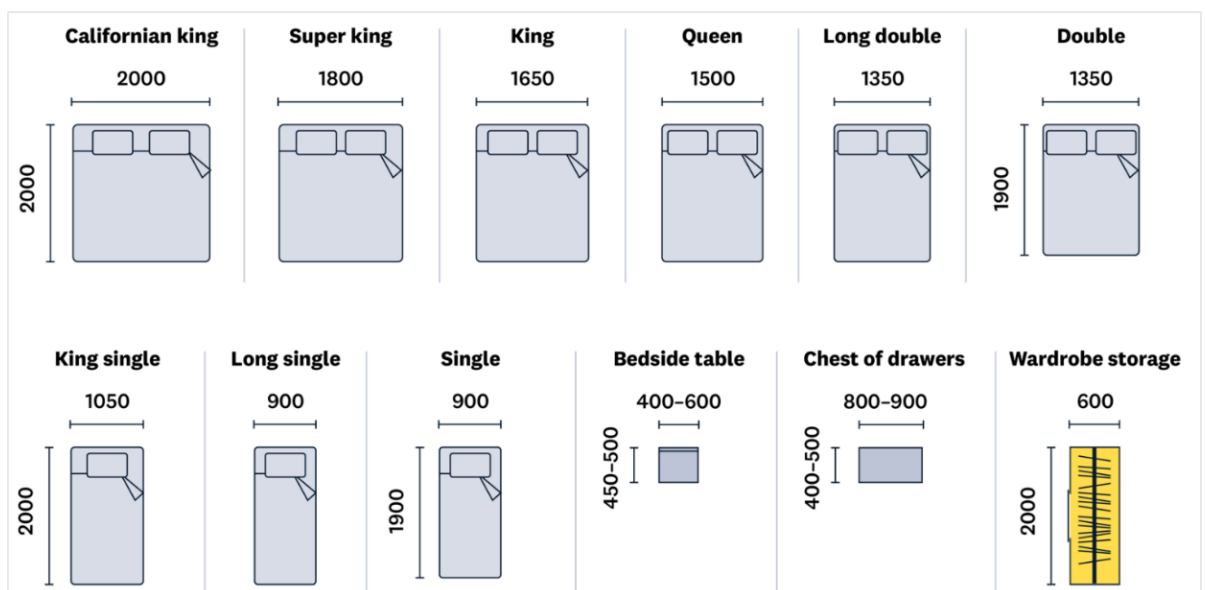 Californian king
Super king
King
Queen
Long double
Double
2000
1800
1650
1500
1350
1350
2000
1900
King single
Long single
Single
Bedside table
Chest of drawers
Wardrobe storage
1050
900
900
400–600
800–900
600
2000
1900
450–500
400–500
2000